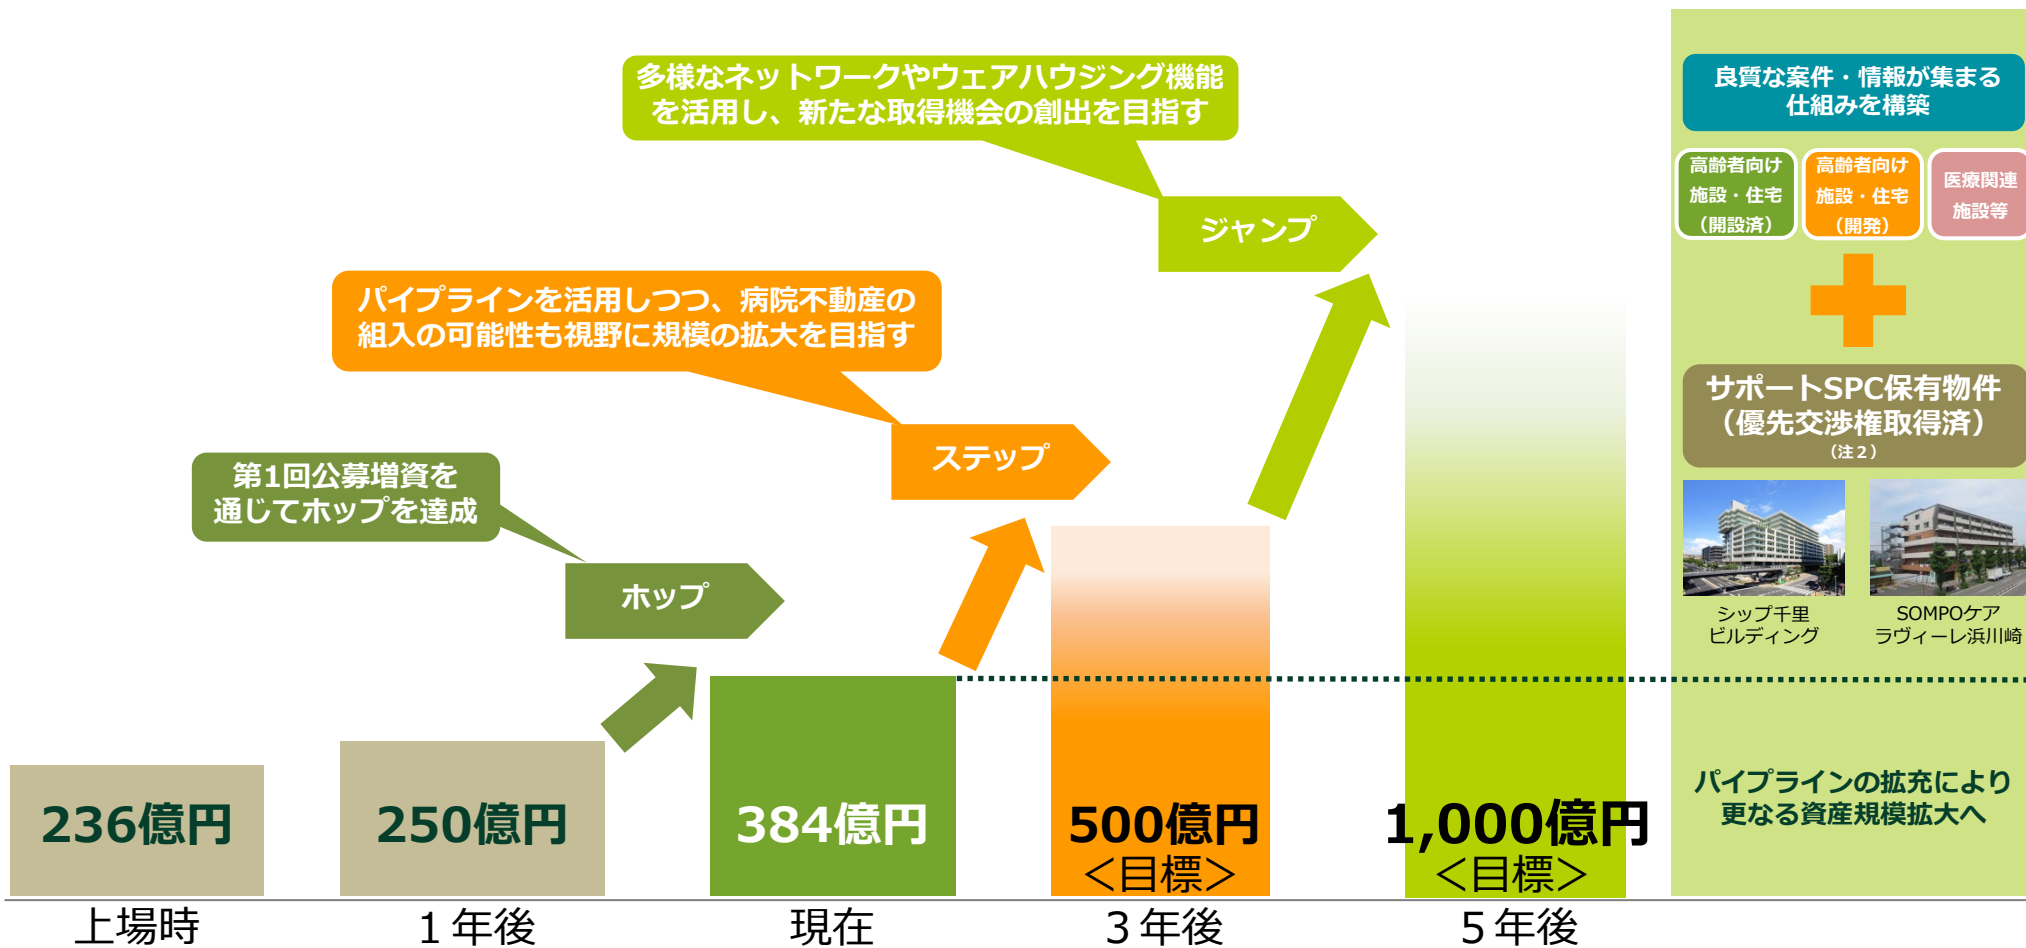 多様なネットワークやウェアハウジング機能
を活用し、新たな取得機会の創出を目指す
ジャンプ
パイプラインを活用しつつ、病院不動産の
組入の可能性も視野に規模の拡大を目指す
ステップ
第1回公募増資を
通じてホップを達成
ホップ
236億円
250億円
384億円
500億円
＜目標＞
1,000億円
＜目標＞
上場時
１年後
現在
３年後
５年後
良質な案件・情報が集まる
仕組みを構築
高齢者向け
施設・住宅
（開設済）
高齢者向け
施設・住宅
（開発）
医療関連
施設等
サポートSPC保有物件
（優先交渉権取得済）
（注２）
シップ千里
ビルディング
SOMPOケア
ラヴィーレ浜川崎
パイプラインの拡充により
更なる資産規模拡大へ